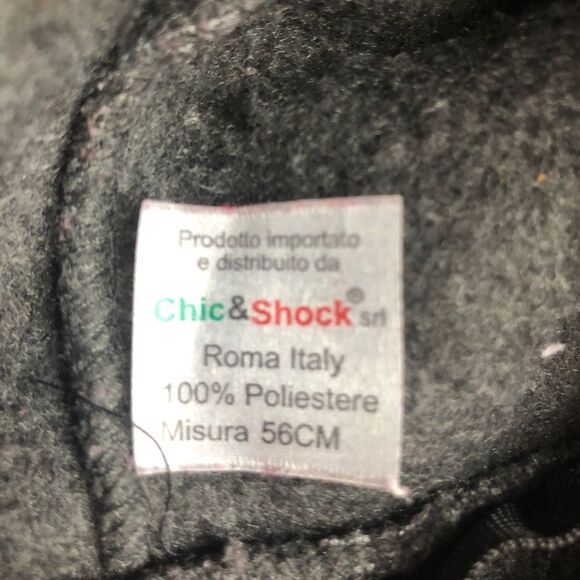 Prodotto importato
e distribuito da
Chic&Shock® srl
Roma Italy
100% Poliestere
Misura 56CM